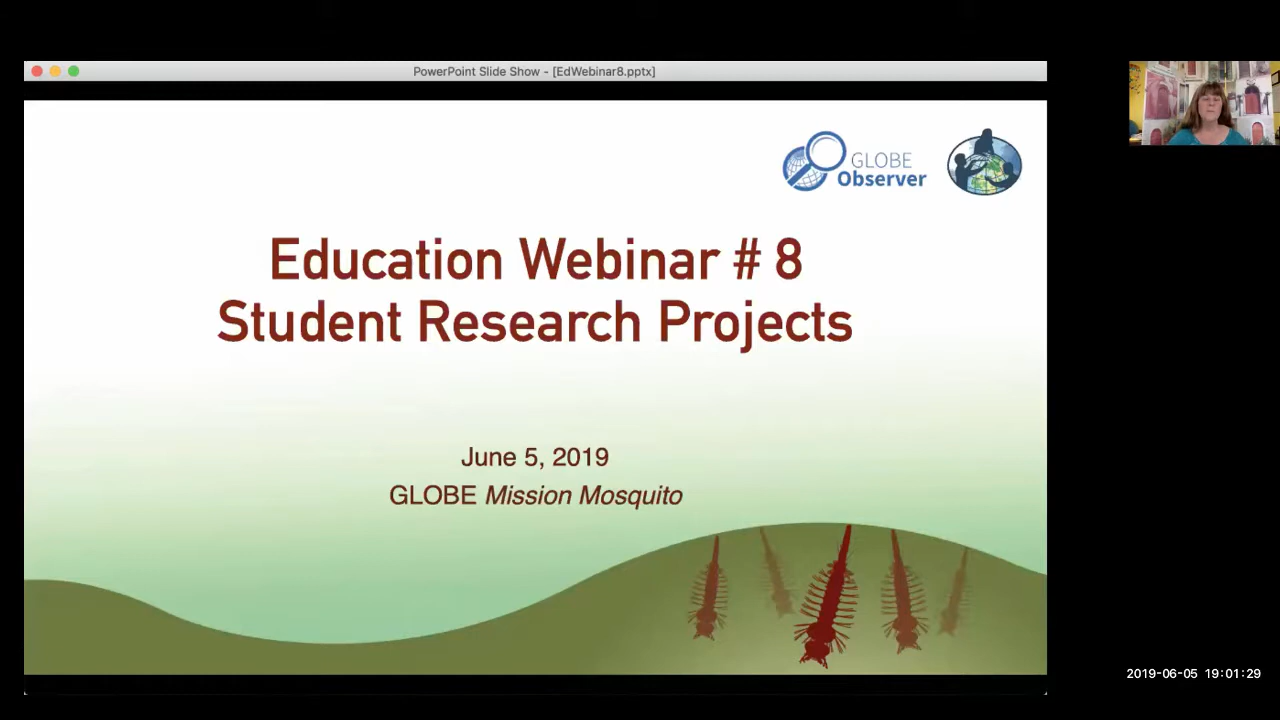 PowerPoint Slide Show - [EdWebinar8.pptx]
GLOBE
Observer
Education Webinar # 8
Student Research Projects
June 5, 2019
GLOBE Mission Mosquito
2019-06-05 19:01:29